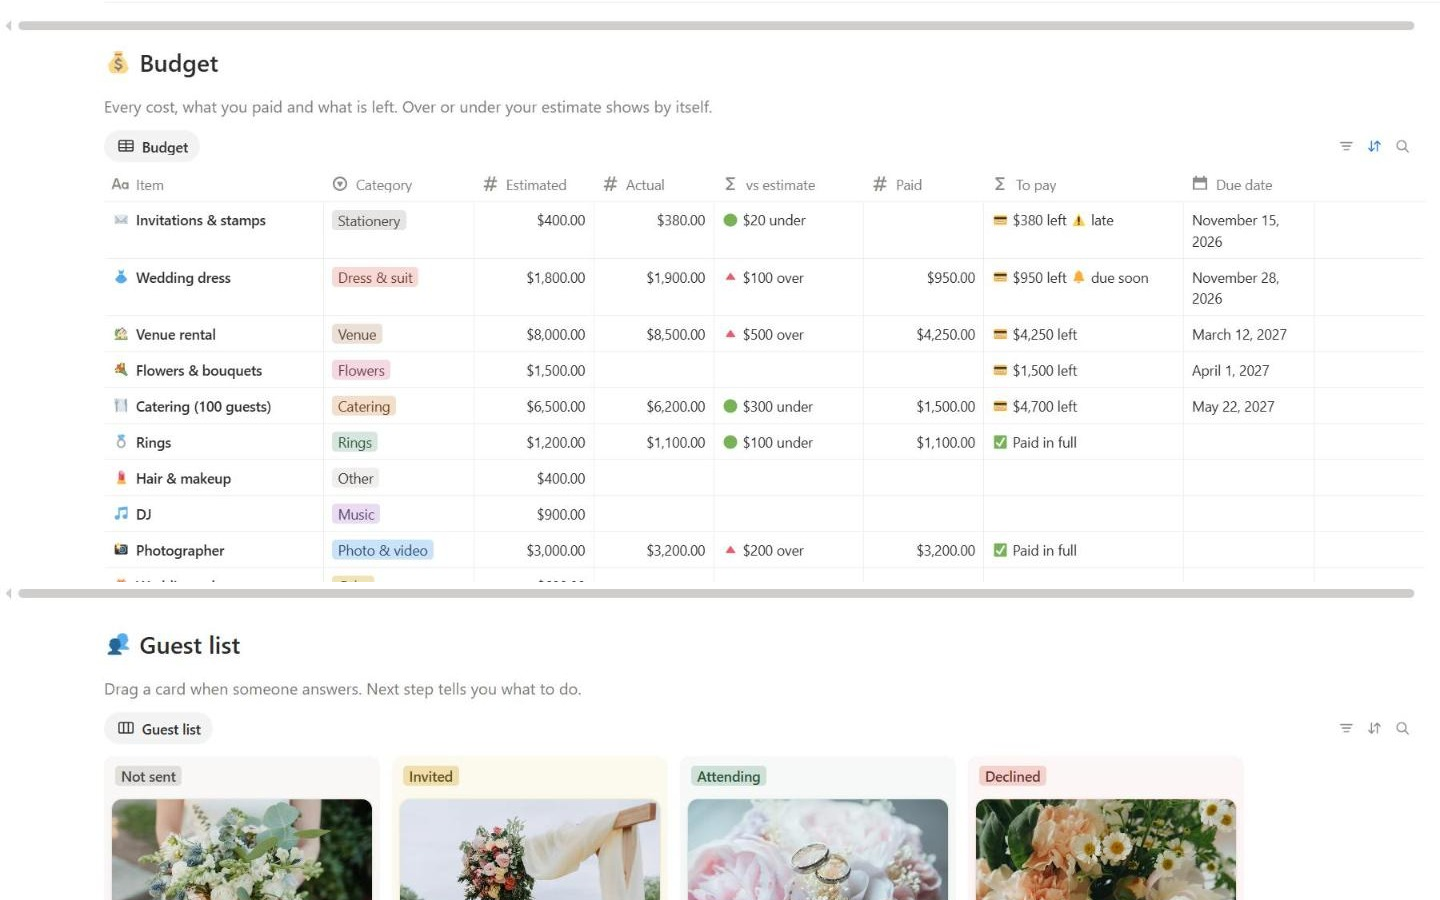 Budget
Every cost, what you paid and what is left. Over or under your estimate shows by itself.
Budget
Aa Item Category # Estimated # Actual Σ vs estimate # Paid Σ To pay Due date
Invitations & stamps Stationery $400.00 $380.00 $20 under $380 left ⚠ late November 15,
2026
Wedding dress Dress & suit $1,800.00 $1,900.00 $100 over $950.00 $950 left due soon November 28,
2026
Venue rental Venue $8,000.00 $8,500.00 $500 over $4,250.00 $4,250 left March 12, 2027
Flowers & bouquets Flowers $1,500.00 $1,500 left April 1, 2027
Catering (100 guests) Catering $6,500.00 $6,200.00 $300 under $1,500.00 $4,700 left May 22, 2027
Rings Rings $1,200.00 $1,100.00 $100 under $1,100.00 Paid in full
Hair & makeup Other $400.00
DJ Music $900.00
Photographer Photo & video $3,000.00 $3,200.00 $200 over $3,200.00 Paid in full
Guest list
Drag a card when someone answers. Next step tells you what to do.
Guest list
Not sent Invited Attending Declined